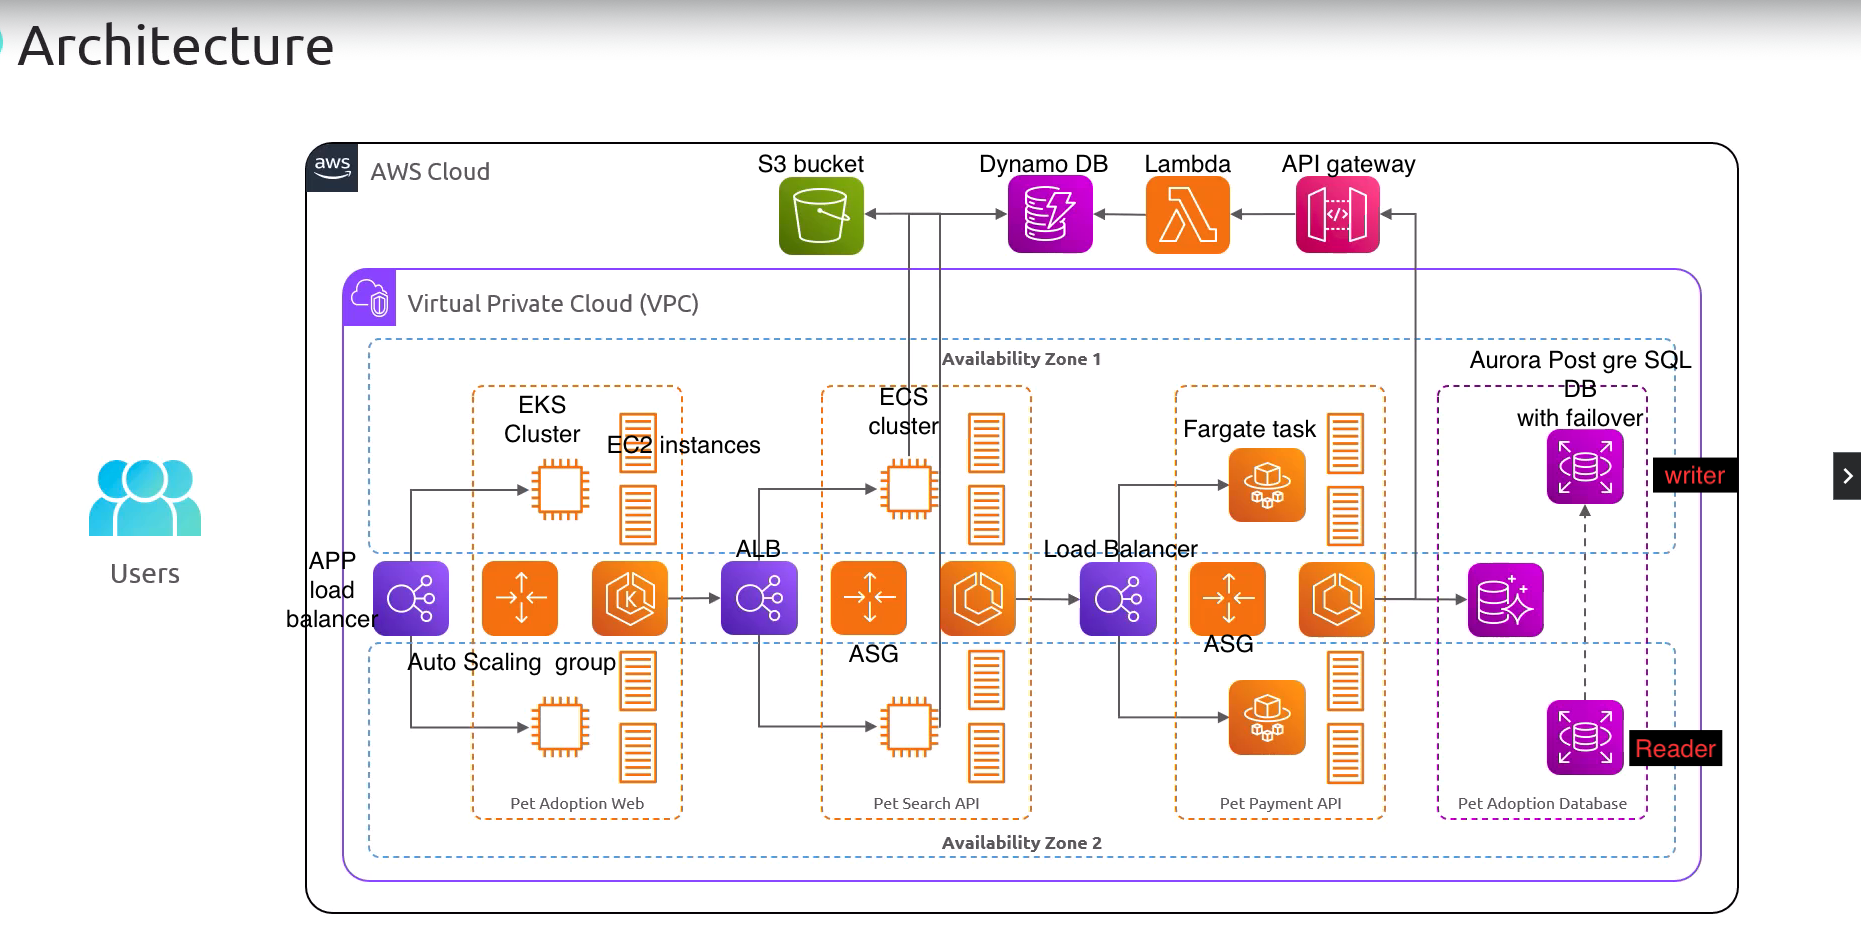 Architecture
aws
AWS Cloud
S3 bucket
Dynamo DB
Lambda
API gateway
</>
Virtual Private Cloud (VPC)
Availability Zone 1
Aurora Post gre SQL
DB
with failover
EKS
Cluster
EC2 instances
ECS
cluster
Fargate task
writer
Users
APP
load
balancer
K
ALB
Load Balancer
Auto Scaling  group
ASG
ASG
Reader
Pet Adoption Web
Pet Search API
Pet Payment API
Pet Adoption Database
Availability Zone 2